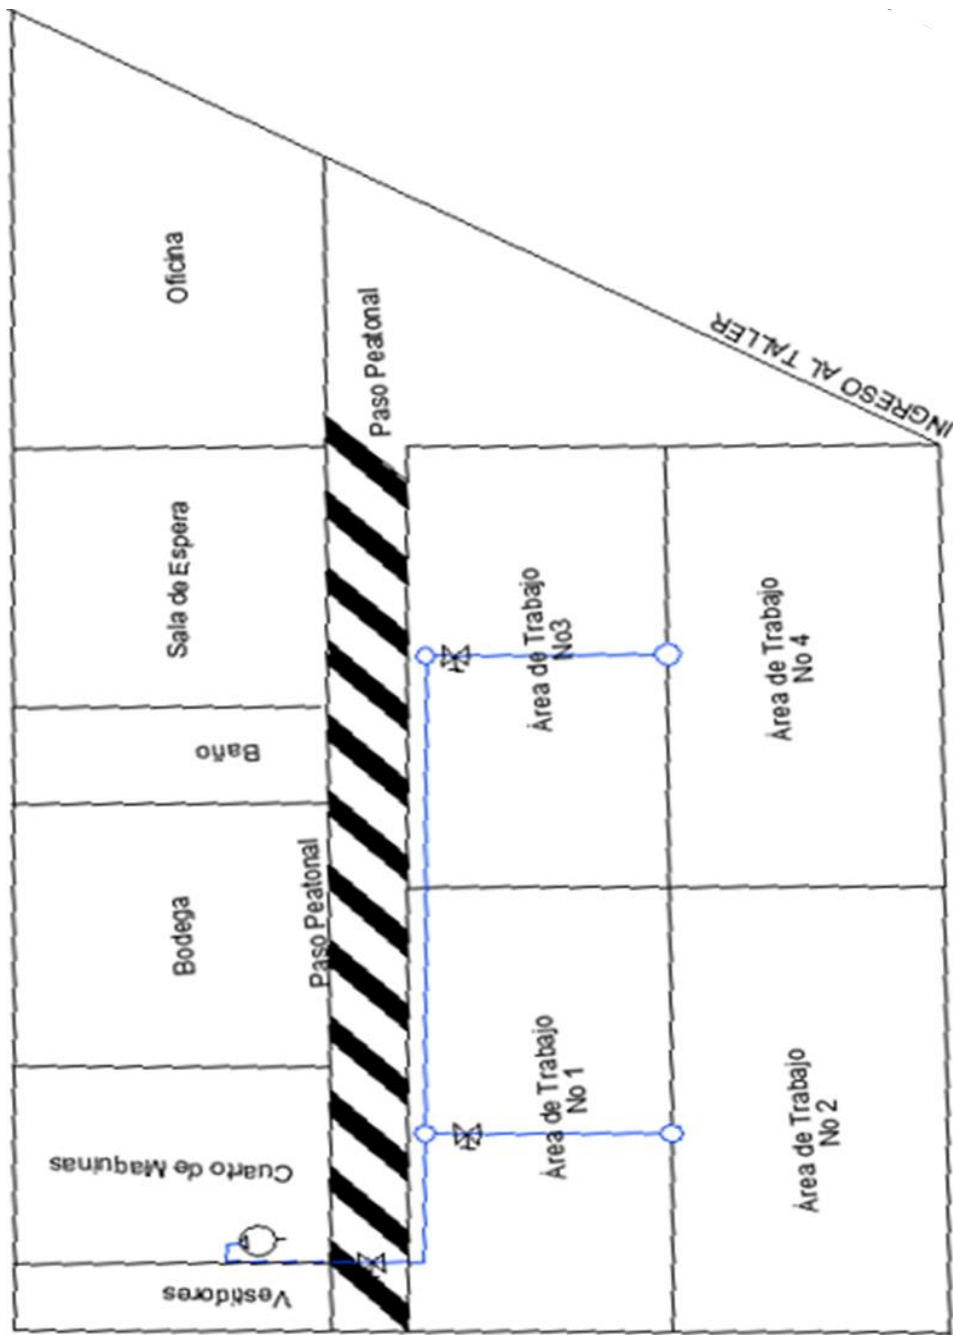 Oficina
INGRESO AL TALLER
Paso Peatonal
Sala de Espera
Área de Trabajo
No3
Área de Trabajo
No 4
Baño
Bodega
Paso Peatonal
Área de Trabajo
No 1
Área de Trabajo
No 2
Cuarto de Maquinas
Vestidores